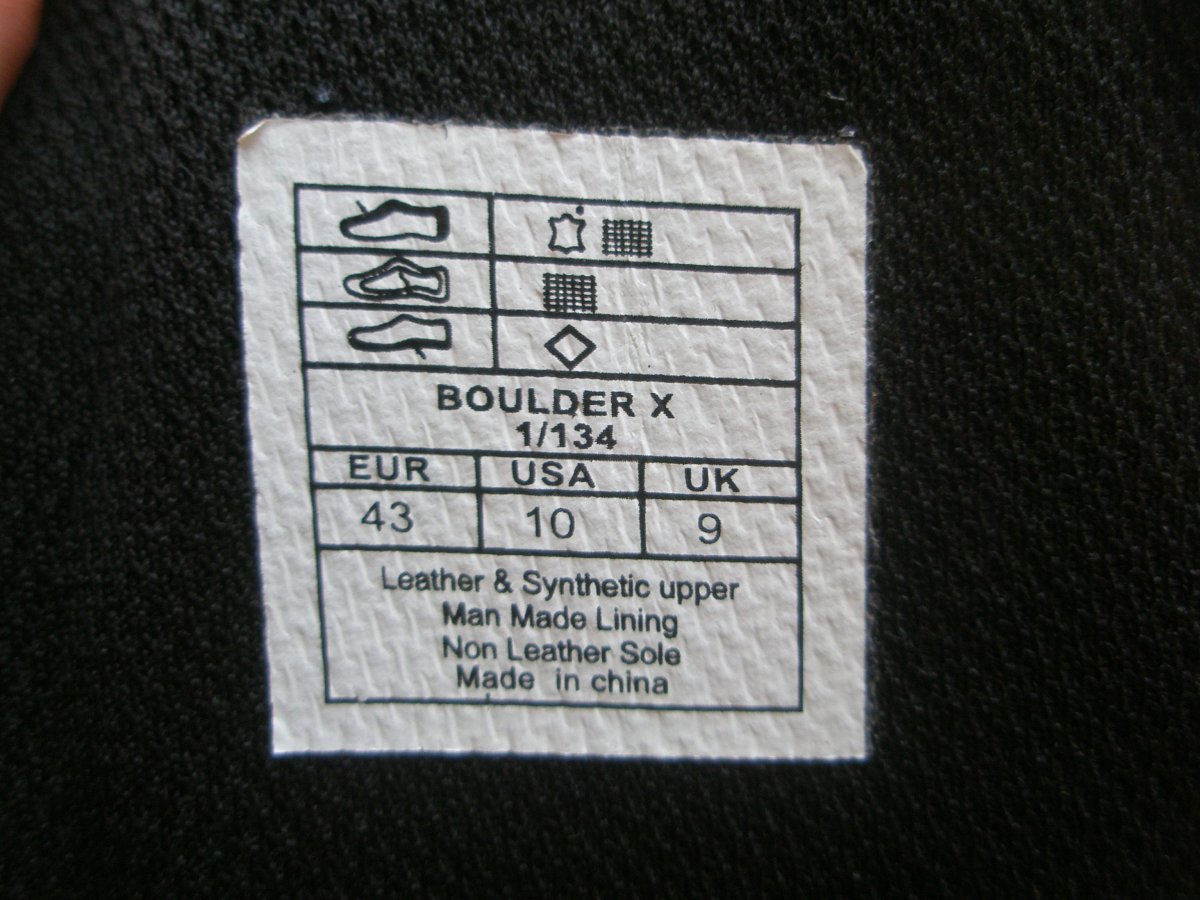 BOULDER X
1/134
EUR USA UK
43 10 9
Leather & Synthetic upper
Man Made Lining
Non Leather Sole
Made in china